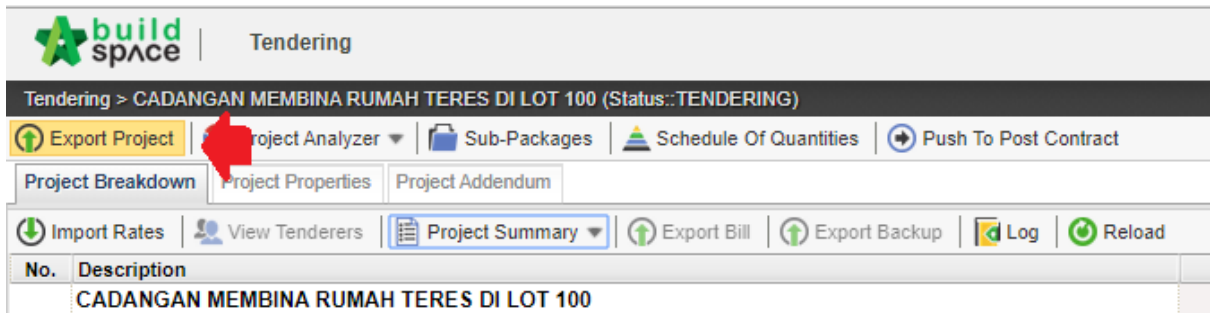 build space Tendering
Tendering > CADANGAN MEMBINA RUMAH TERES DI LOT 100 (Status::TENDERING)
Export Project Analyzer Sub-Packages Schedule Of Quantities Push To Post Contract
Project Breakdown Project Properties Project Addendum
Import Rates View Tenderers Project Summary Export Bill Export Backup Log Reload
No. Description
CADANGAN MEMBINA RUMAH TERES DI LOT 100